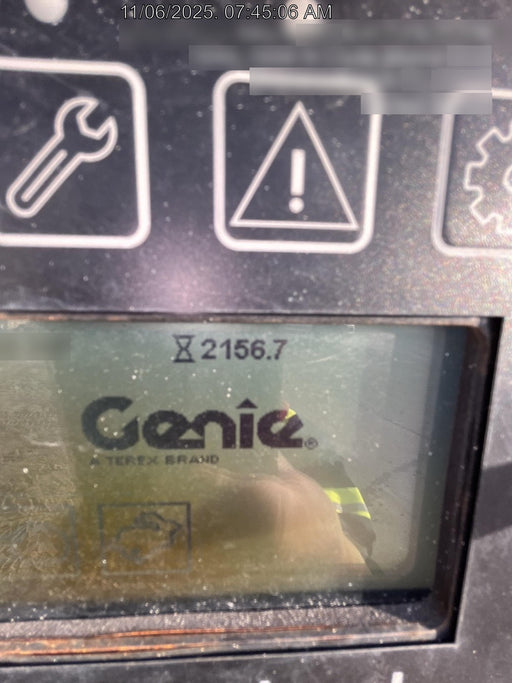 11/06/2025, 07:45:06 AM
2156.7
Genie®
A TEREX BRAND